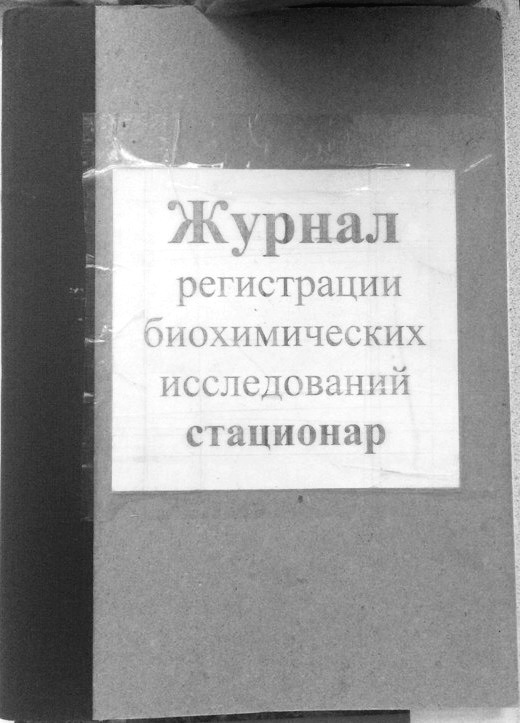 Журнал
регистрации
биохимических
исследований
стационар